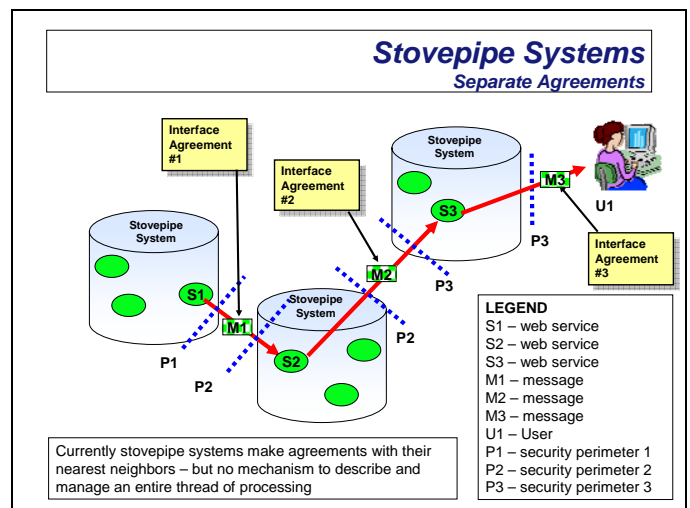 Stovepipe Systems
Separate Agreements
Interface
Agreement
#1
Interface
Agreement
#2
Stovepipe
System
M3
U1
S3
P3
Interface
Agreement
#3
Stovepipe
System
S1
M1
P1
P2
M2
P3
P2
Stovepipe
System
S2
LEGEND
S1 – web service
S2 – web service
S3 – web service
M1 – message
M2 – message
M3 – message
U1 – User
P1 – security perimeter 1
P2 – security perimeter 2
P3 – security perimeter 3
Currently stovepipe systems make agreements with their
nearest neighbors – but no mechanism to describe and
manage an entire thread of processing